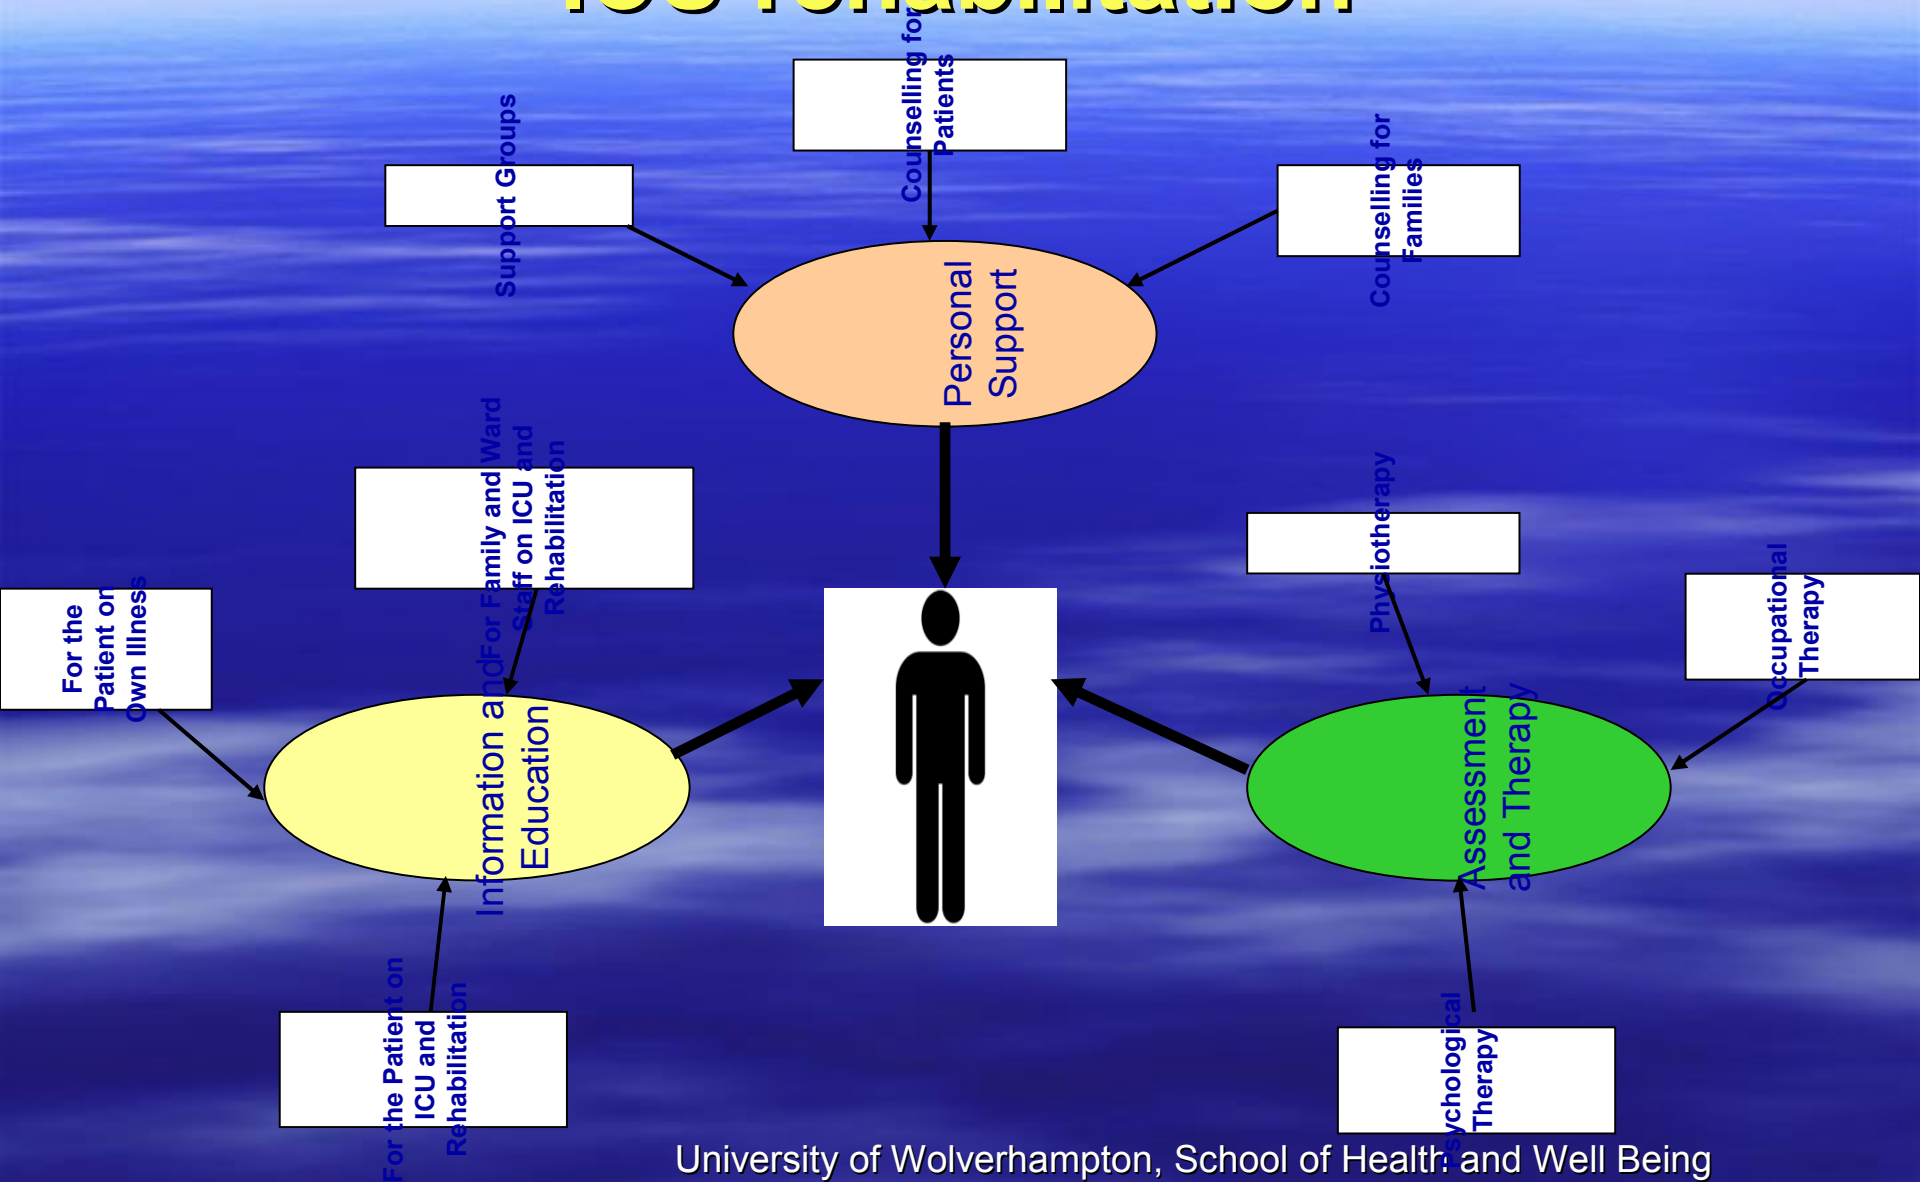 ICU rehabilitation
Counselling for
Patients
Support Groups
Counselling for
Families
Personal
Support
For Family and Ward
Staff on ICU and
Rehabilitation
Physiotherapy
Occupational
Therapy
For the
Patient on
Own Illness
Information and
Education
Assessment
and Therapy
For the Patient on
ICU and
Rehabilitation
Psychological
Therapy
University of Wolverhampton, School of Health and Well Being